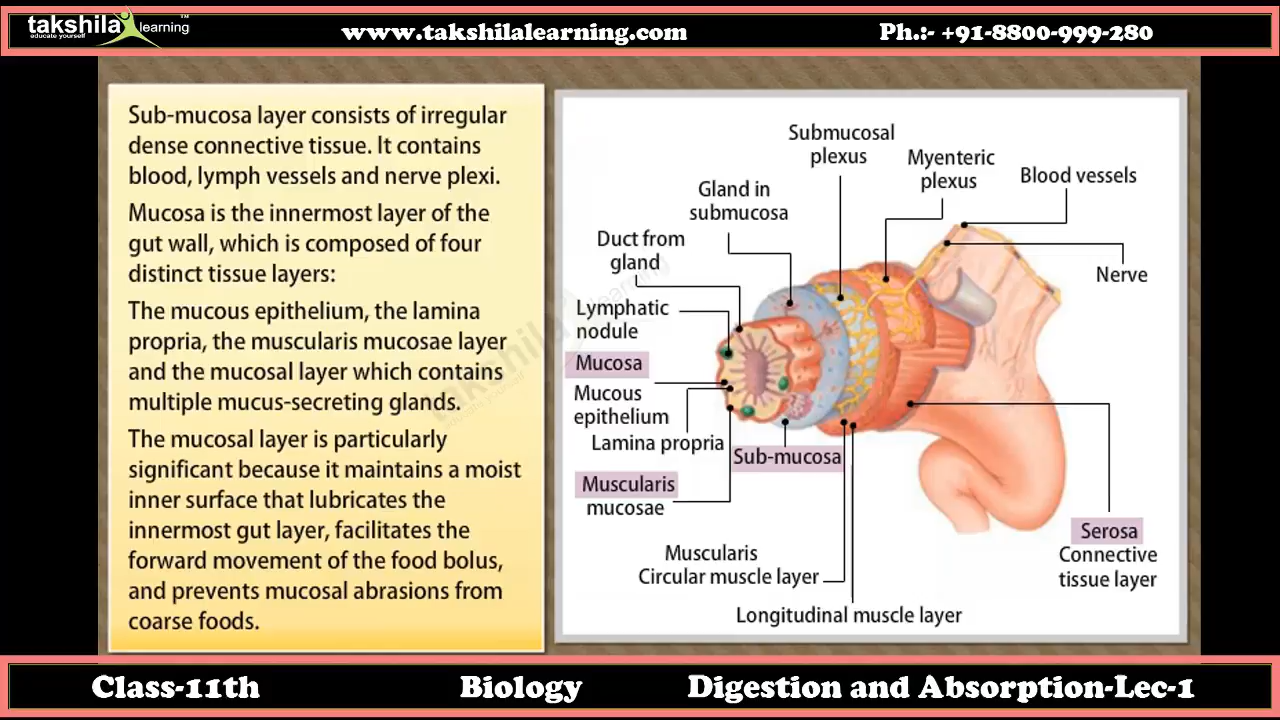 takshila learning
TM
educate yourself
www.takshilalearning.com
Ph.:- +91-8800-999-280
Sub-mucosa layer consists of irregular
dense connective tissue. It contains
blood, lymph vessels and nerve plexi.
Mucosa is the innermost layer of the
gut wall, which is composed of four
distinct tissue layers:
The mucous epithelium, the lamina
propria, the muscularis mucosae layer
and the mucosal layer which contains
multiple mucus-secreting glands.
The mucosal layer is particularly
significant because it maintains a moist
inner surface that lubricates the
innermost gut layer, facilitates the
forward movement of the food bolus,
and prevents mucosal abrasions from
coarse foods.
Submucosal
plexus
Myenteric
plexus
Blood vessels
Gland in
submucosa
Duct from
gland
Nerve
Lymphatic
nodule
Mucosa
Mucous
epithelium
Lamina propria
Sub-mucosa
Muscularis
mucosae
Serosa
Connective
tissue layer
Muscularis
Circular muscle layer
Longitudinal muscle layer
takshila learning
Class-11th
Biology
Digestion and Absorption-Lec-1